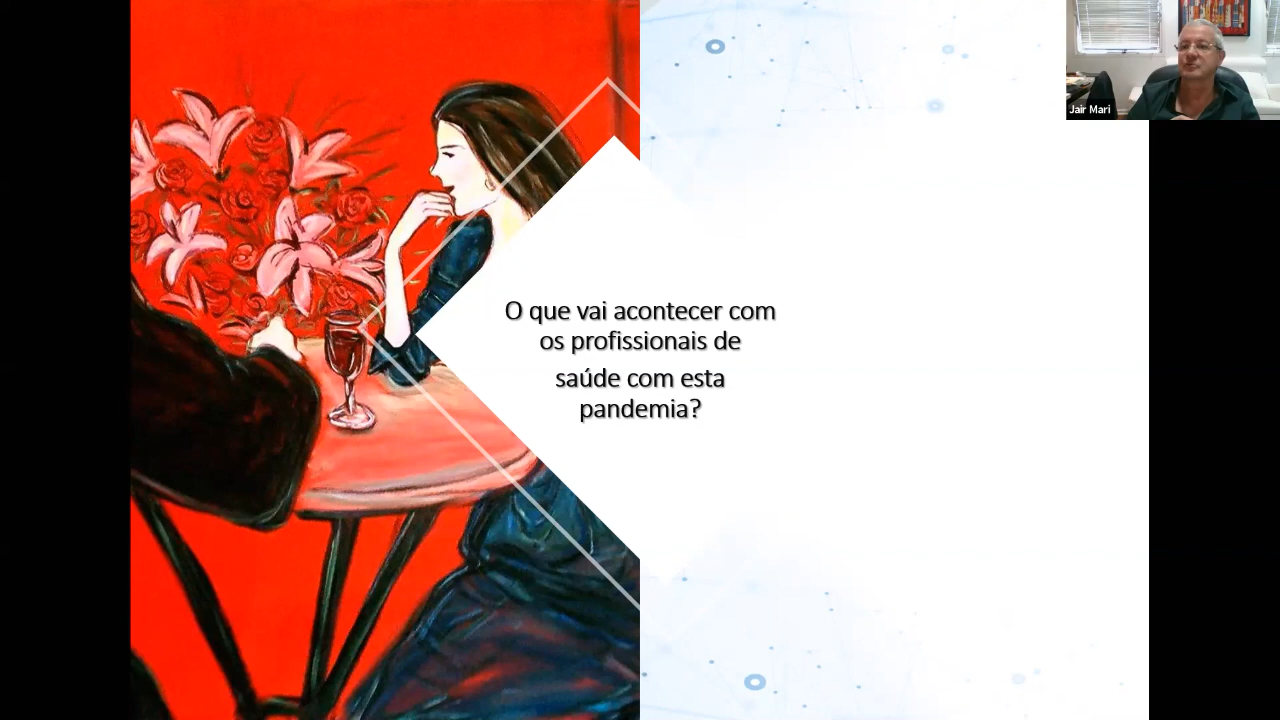 O que vai acontecer com
os profissionais de
saúde com esta
pandemia?
Jair Mari